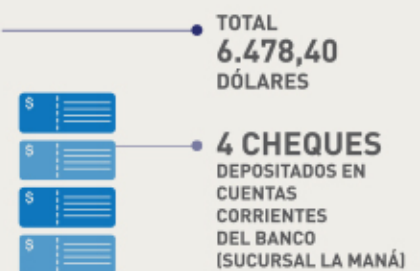 TOTAL
6.478,40
DÓLARES
$
$
4 CHEQUES
DEPOSITADOS EN
CUENTAS
$
CORRIENTES
DEL BANCO
$
(SUCURSAL LA MANÁ)